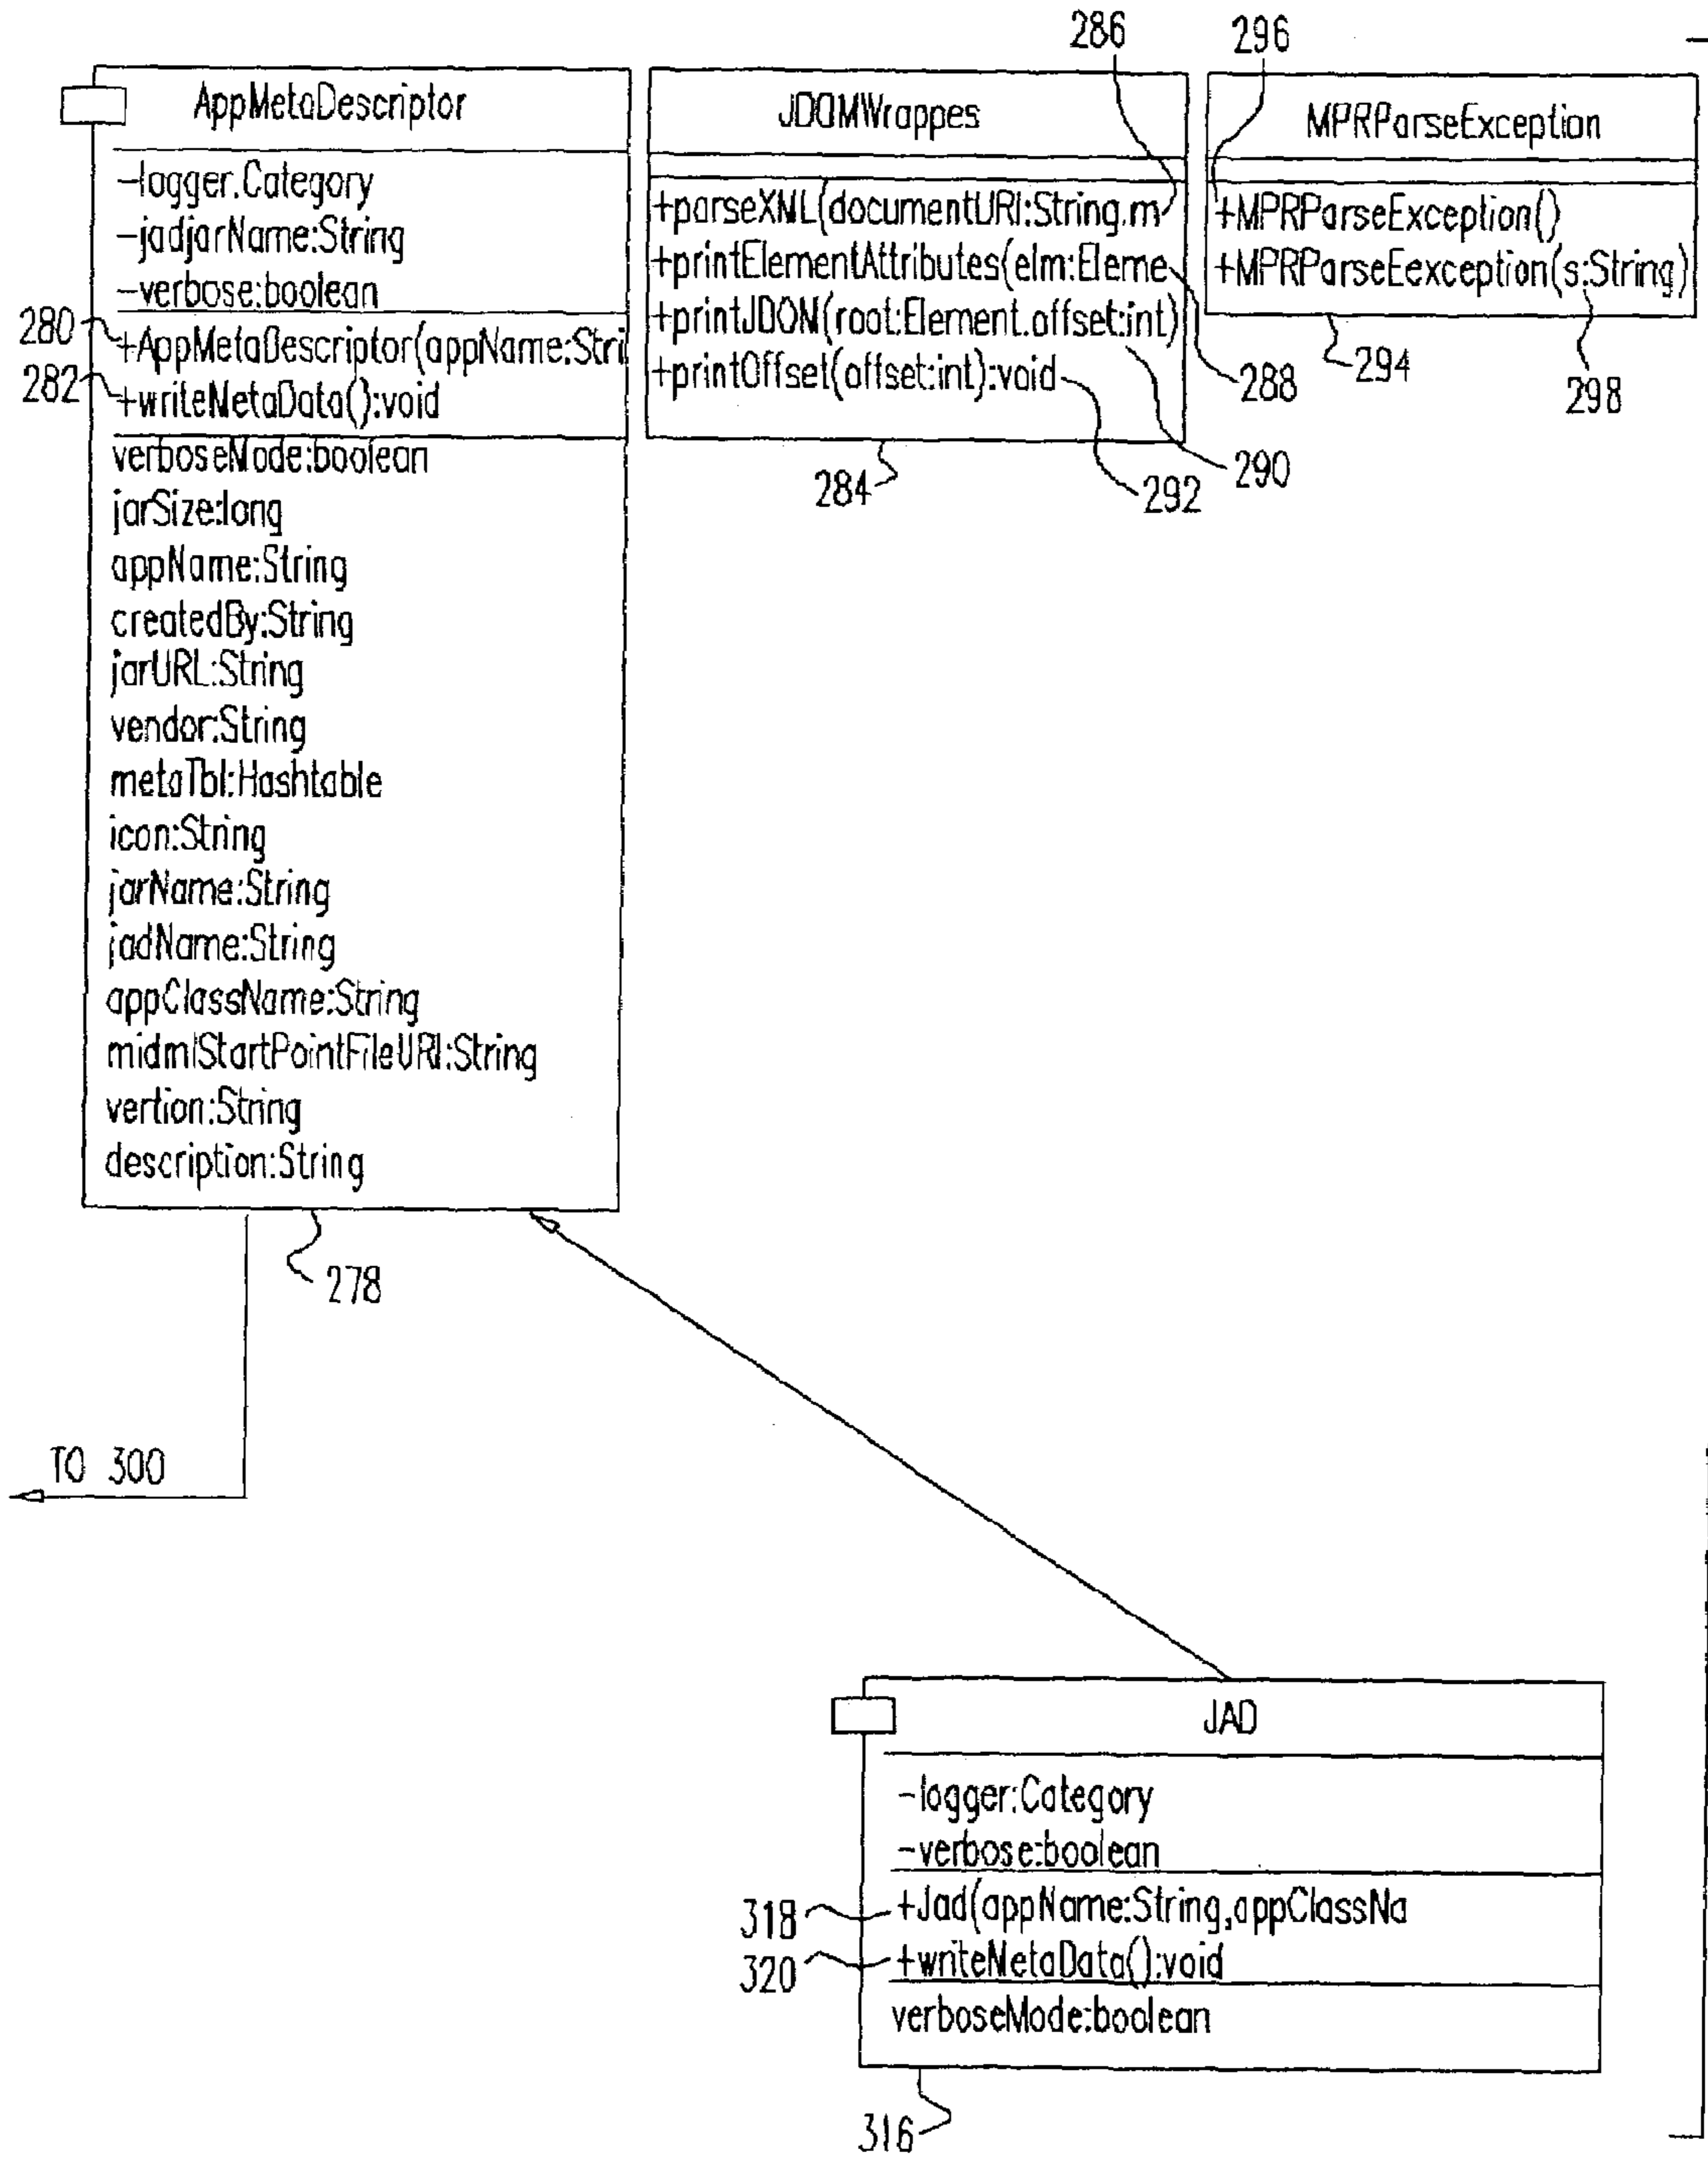 286
296
AppMetaDescriptor
-logger.Category
-jadjarName:String
-verbose:boolean
280
+AppMetaDescriptor(appName:Stri
282
+writeMetaData():void
verboseMode:boolean
jarSize:long
appName:String
createdBy:String
jarURL:String
vendor:String
metaTbl:Hashtable
icon:String
jarName:String
jadName:String
appClassName:String
midmlStartPointFileURI:String
vertion:String
description:String
278
TO 300
JDOMWrappes
+parseXML(documentURI:String.m
+printElementAttributes(elm:Eleme
+printJDOM(root:Element.offset:int)
+printOffset(offset:int):void
288
290
292
284
MPRParseException
+MPRParseException()
+MPRParseEexception(s:String)
294
298
JAD
-logger:Category
-verbose:boolean
318
+Jad(appName:String,appClassNa
320
+writeMetaData():void
verboseMode:boolean
316